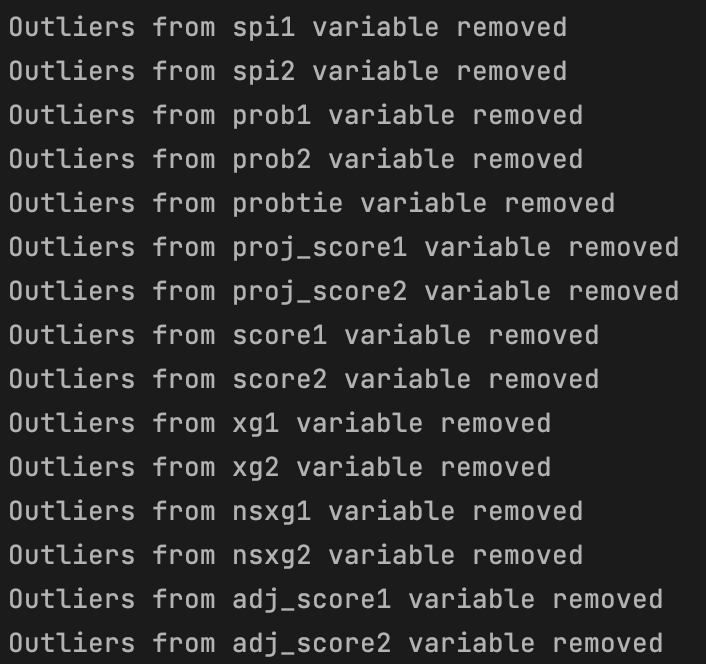 Outliers from spi1 variable removed
Outliers from spi2 variable removed
Outliers from prob1 variable removed
Outliers from prob2 variable removed
Outliers from probtie variable removed
Outliers from proj_score1 variable removed
Outliers from proj_score2 variable removed
Outliers from score1 variable removed
Outliers from score2 variable removed
Outliers from xg1 variable removed
Outliers from xg2 variable removed
Outliers from nsxg1 variable removed
Outliers from nsxg2 variable removed
Outliers from adj_score1 variable removed
Outliers from adj_score2 variable removed